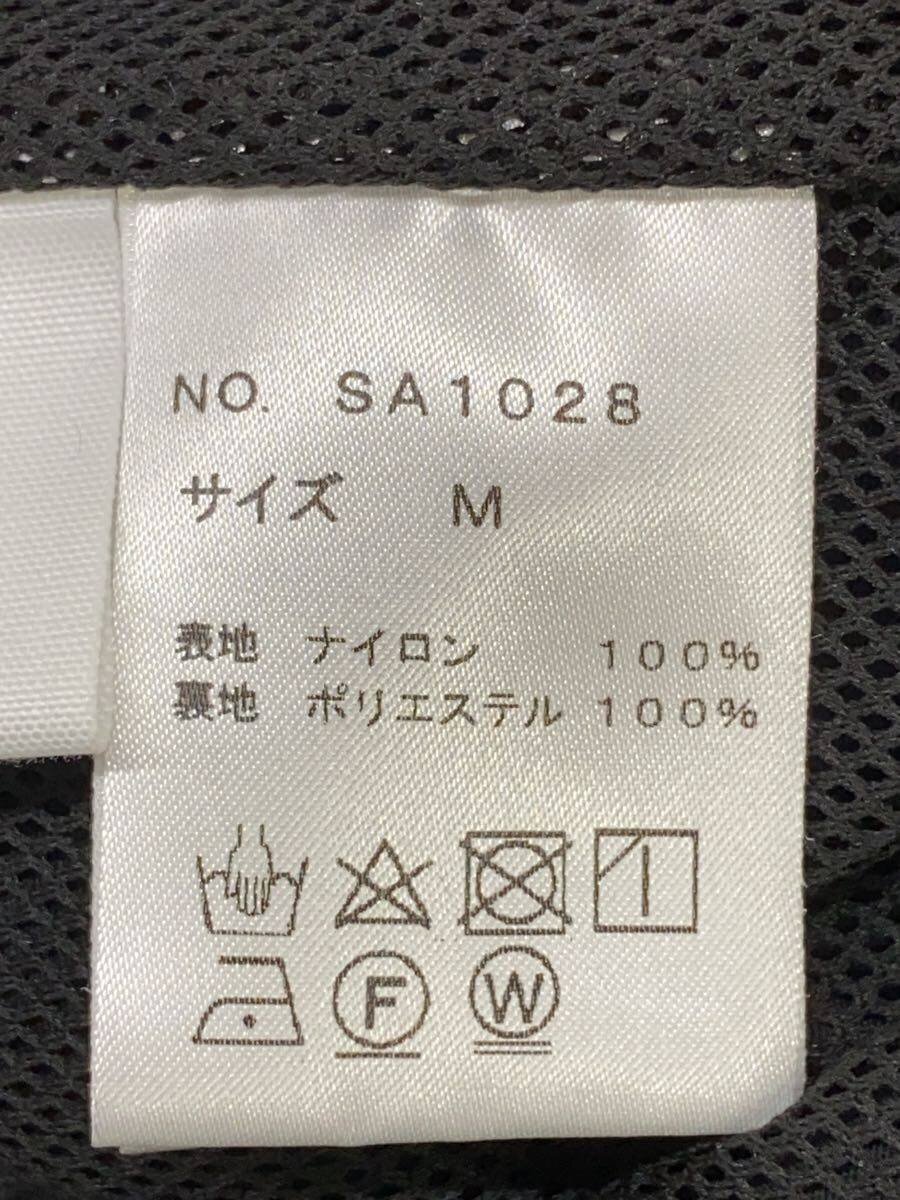 NO. SA1028
サイズ M
表地 ナイロン 100%
裏地 ポリエステル 100%
F W